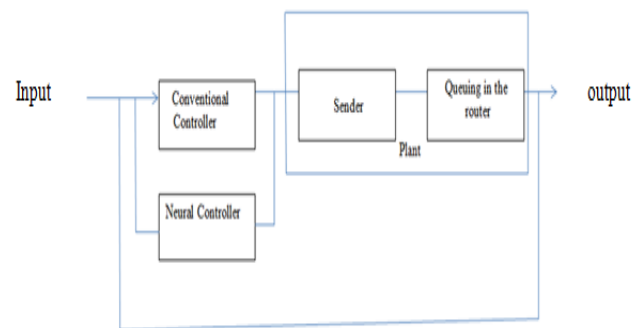 Input
Conventional
Controller
Sender
Queuing in the
router
output
Plant
Neural Controller